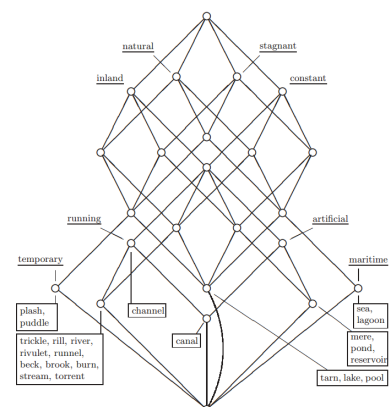 natural
stagnant
inland
constant
running
artificial
temporary
maritime
plash,
puddle
channel
sea,
lagoon
trickle, rill, river,
rivulet, runnel,
beck, brook, burn,
stream, torrent
canal
mere,
pond,
reservoir
tarn, lake, pool